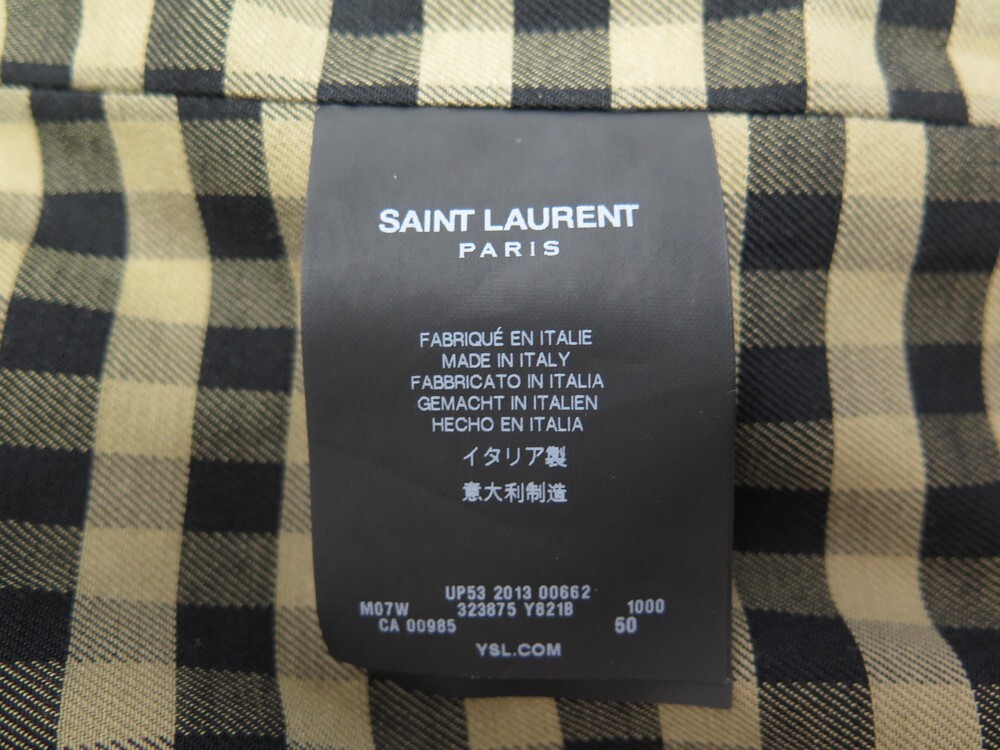 SAINT LAURENT
PARIS
FABRIQUÉ EN ITALIE
MADE IN ITALY
FABBRICATO IN ITALIA
GEMACHT IN ITALIEN
HECHO EN ITALIA
イタリア製
意大利制造
UP53 2013 00662
M07W 323875 Y821B 1000
CA 00985 50
YSL.COM